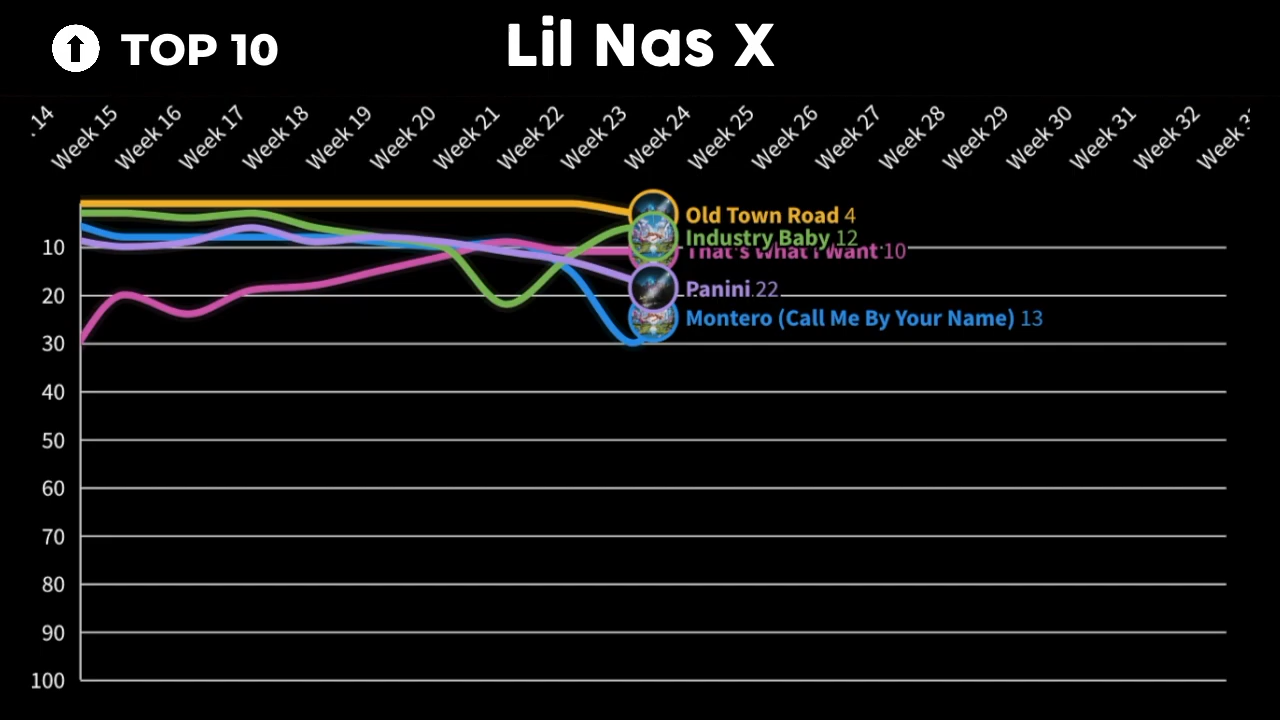 TOP 10
Lil Nas X
. 14
Week 15
Week 16
Week 17
Week 18
Week 19
Week 20
Week 21
Week 22
Week 23
Week 24
Week 25
Week 26
Week 27
Week 28
Week 29
Week 30
Week 31
Week 32
Week
Old Town Road 4
Industry Baby 12
That's What I Want 10
Panini 22
Montero (Call Me By Your Name) 13
10
20
30
40
50
60
70
80
90
100